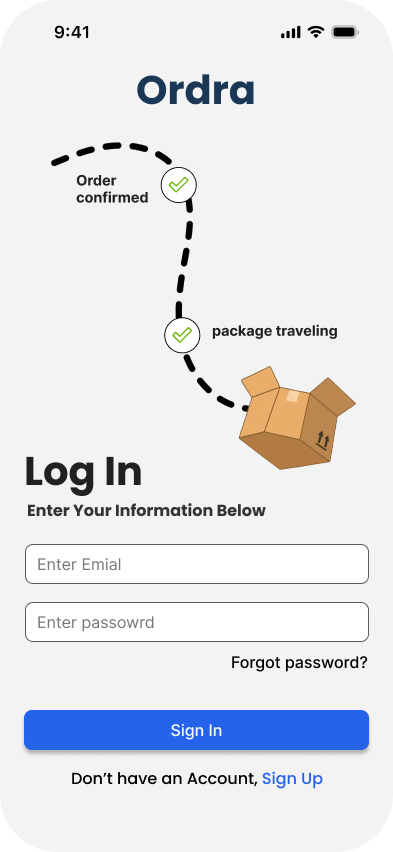 9:41
Ordra
Order
confirmed
package traveling
Log In
Enter Your Information Below
Enter Emial
Enter passowrd
Forgot password?
Sign In
Don’t have an Account, Sign Up